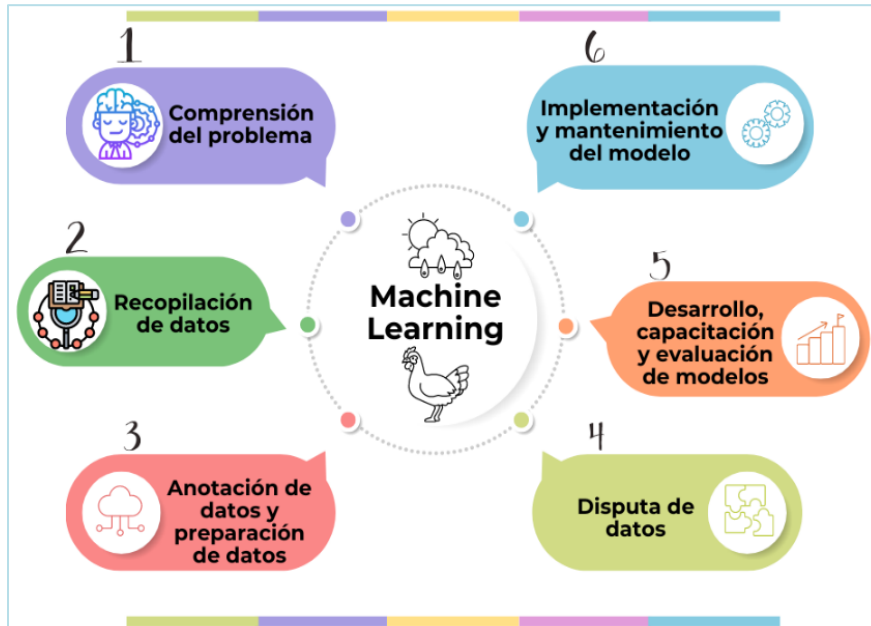 1
Comprensión
del problema
2
Recopilación
de datos
3
Anotación de
datos y
preparación
de datos
Machine
Learning
6
Implementación
y mantenimiento
del modelo
5
Desarrollo,
capacitación
y evaluación
de modelos
4
Disputa de
datos